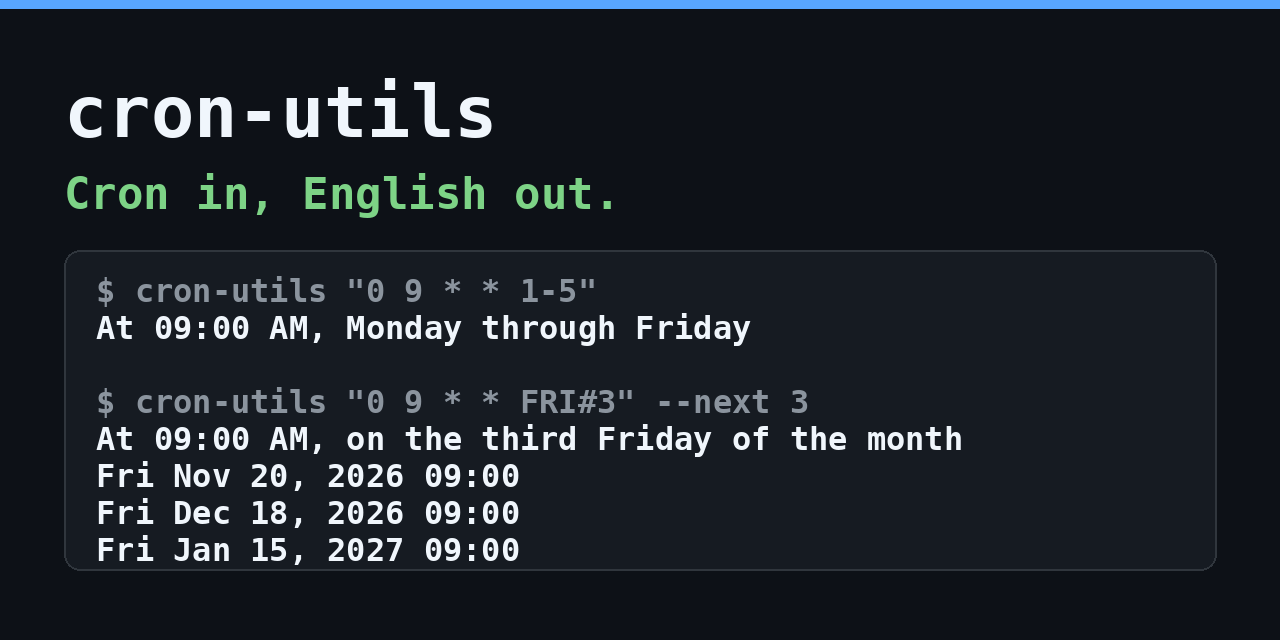 cron-utils
Cron in, English out.
$ cron-utils "0 9 * * 1-5"
At 09:00 AM, Monday through Friday
$ cron-utils "0 9 * * FRI#3" --next 3
At 09:00 AM, on the third Friday of the month
Fri Nov 20, 2026 09:00
Fri Dec 18, 2026 09:00
Fri Jan 15, 2027 09:00